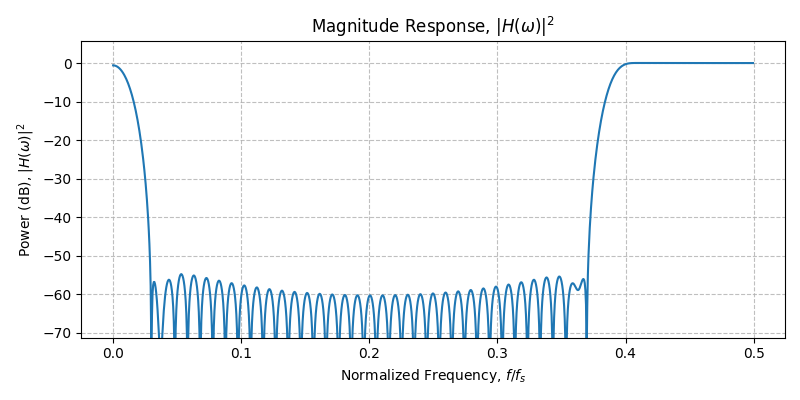 Magnitude Response, |H(ω)|²
Power (dB), |H(ω)|²
0
−10
−20
−30
−40
−50
−60
−70
0.0 0.1 0.2 0.3 0.4 0.5
Normalized Frequency, f/fₛ